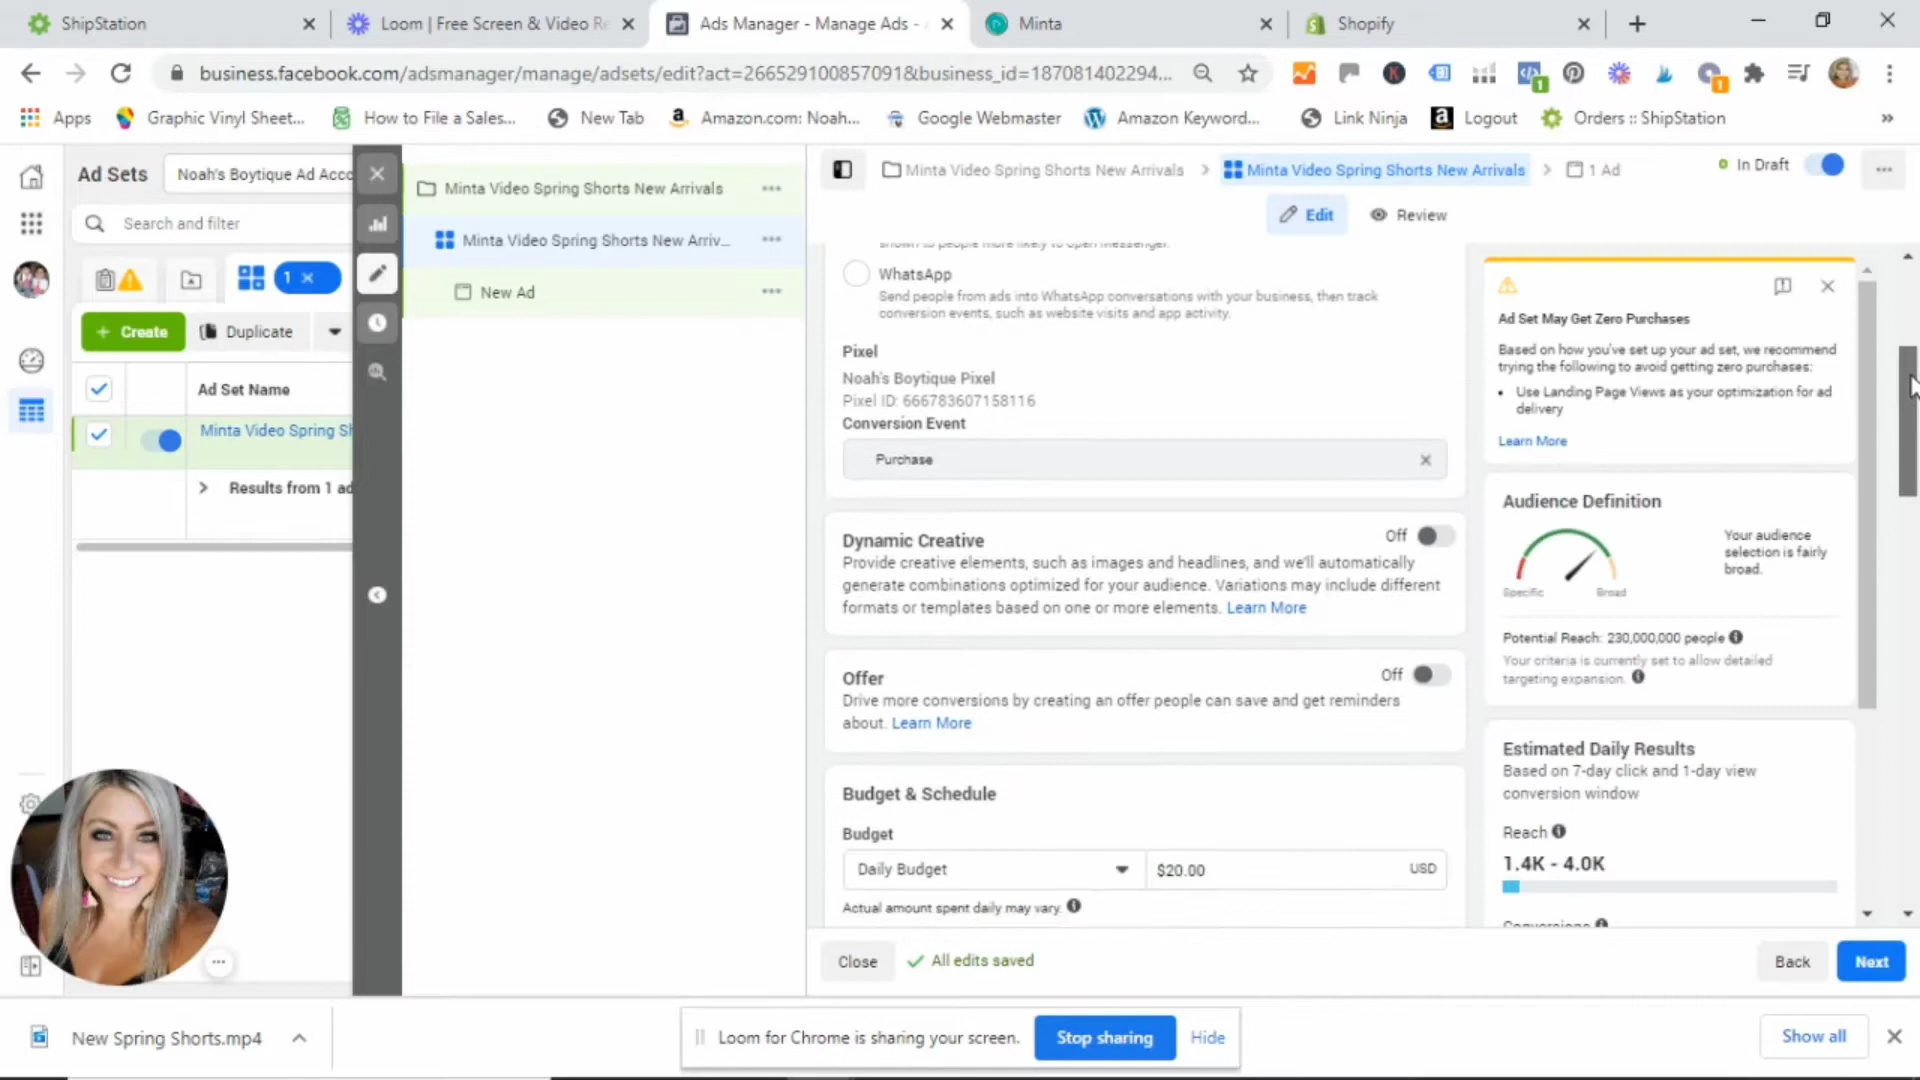 ShipStation
Loom | Free Screen & Video Re
Ads Manager - Manage Ads -
Minta
Shopify
business.facebook.com/adsmanager/manage/adsets/edit?act=266529100857091&business_id=187081402294...
1
1
Apps
Graphic Vinyl Sheet...
How to File a Sales...
New Tab
Amazon.com: Noah...
Google Webmaster
Amazon Keyword...
Link Ninja
Logout
Orders :: ShipStation
»
Ad Sets
Noah's Boytique Ad Acco
Search and filter
1
Create
Duplicate
Ad Set Name
Minta Video Spring Sh
Results from 1 ad
Minta Video Spring Shorts New Arrivals
Minta Video Spring Shorts New Arriv...
New Ad
Minta Video Spring Shorts New Arrivals
Minta Video Spring Shorts New Arrivals
1 Ad
In Draft
Edit
Review
shown to people more likely to open Messenger.
WhatsApp
Send people from ads into WhatsApp conversations with your business, then track
conversion events, such as website visits and app activity.
Pixel
Noah's Boytique Pixel
Pixel ID: 666783607158116
Conversion Event
Purchase
Dynamic Creative
Off
Provide creative elements, such as images and headlines, and we'll automatically
generate combinations optimized for your audience. Variations may include different
formats or templates based on one or more elements. Learn More
Offer
Off
Drive more conversions by creating an offer people can save and get reminders
about. Learn More
Budget & Schedule
Budget
Daily Budget
$20.00
USD
Actual amount spent daily may vary.
Close
All edits saved
Back
Next
Ad Set May Get Zero Purchases
Based on how you've set up your ad set, we recommend
trying the following to avoid getting zero purchases:
• Use Landing Page Views as your optimization for ad
delivery
Learn More
Audience Definition
Your audience
selection is fairly
broad.
Specific
Broad
Potential Reach: 230,000,000 people
Your criteria is currently set to allow detailed
targeting expansion.
Estimated Daily Results
Based on 7-day click and 1-day view
conversion window
Reach
1.4K - 4.0K
Conversions
New Spring Shorts.mp4
Loom for Chrome is sharing your screen.
Stop sharing
Hide
Show all